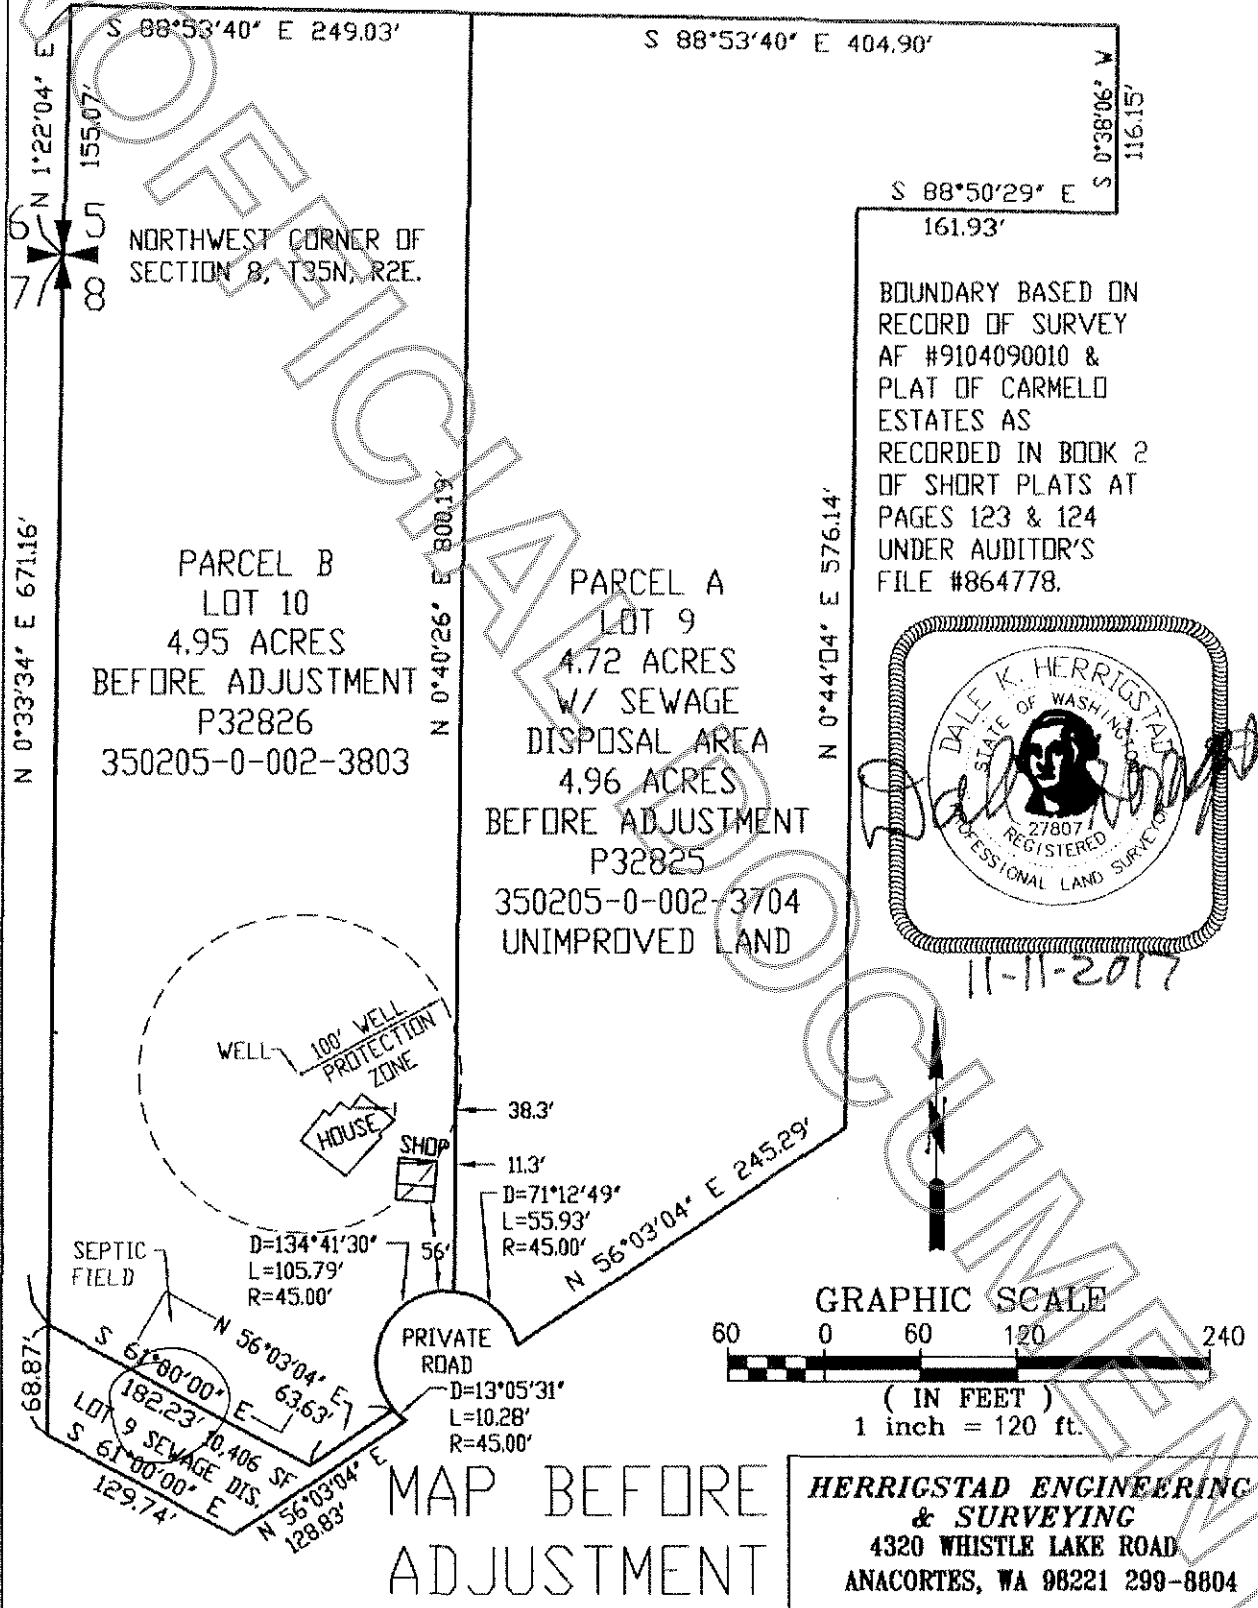 S 88°53'40" E 249.03'
S 88°53'40" E 404.90'
N 1°22'04" E
155.07'
S 0°38'06" W
116.15'
S 88°50'29" E
161.93'
6 5
7 8
NORTHWEST CORNER OF
SECTION 8, T35N, R2E.
BOUNDARY BASED ON
RECORD OF SURVEY
AF #9104090010 &
PLAT OF CARMELO
ESTATES AS
RECORDED IN BOOK 2
OF SHORT PLATS AT
PAGES 123 & 124
UNDER AUDITOR'S
FILE #864778.
N 0°33'34" E 671.16'
PARCEL B
LOT 10
4.95 ACRES
BEFORE ADJUSTMENT
P32826
350205-0-002-3803
N 0°40'26" E 800.19'
PARCEL A
LOT 9
4.72 ACRES
W/ SEWAGE
DISPOSAL AREA
4.96 ACRES
BEFORE ADJUSTMENT
P32825
350205-0-002-3704
UNIMPROVED LAND
N 0°44'04" E 576.14'
DALE K. HERRIGSTAD
STATE OF WASHINGTON
27807
REGISTERED
PROFESSIONAL LAND SURVEYOR
11-11-2017
WELL
100' WELL
PROTECTION
ZONE
HOUSE
SHOP
38.3'
11.3'
D=71°12'49"
L=55.93'
R=45.00'
N 56°03'04" E 245.29'
SEPTIC
FIELD
D=134°41'30"
L=105.79'
R=45.00'
56'
PRIVATE
ROAD
D=13°05'31"
L=10.28'
R=45.00'
N 56°03'04" E
63.63'
S 61°00'00" E
182.23'
68.87'
LOT 9 SEWAGE DIS.
10,406 SF
S 61°00'00" E
129.74'
N 56°03'04" E
128.83'
N
GRAPHIC SCALE
60 0 60 120 240
( IN FEET )
1 inch = 120 ft.
MAP BEFORE
ADJUSTMENT
HERRIGSTAD ENGINEERING
& SURVEYING
4320 WHISTLE LAKE ROAD
ANACORTES, WA 98221 299-8804
UNOFFICIAL DOCUMENT